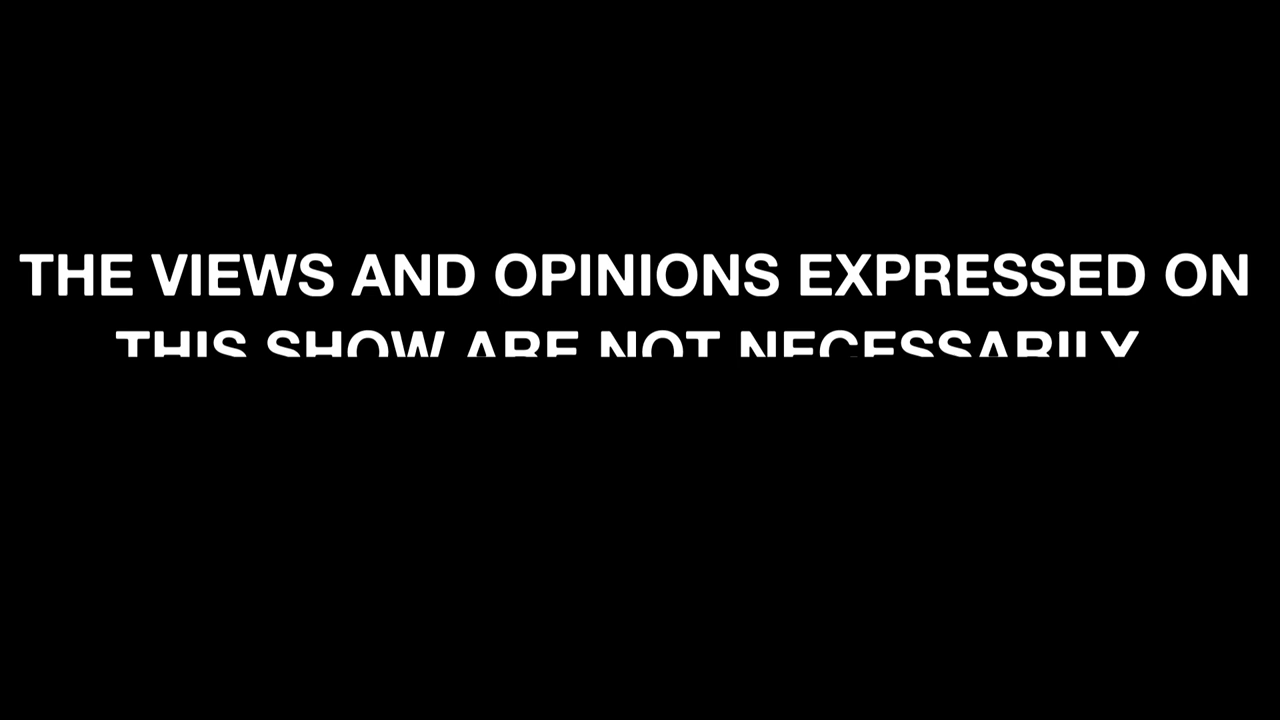 THE VIEWS AND OPINIONS EXPRESSED ON
THIS SHOW ARE NOT NECESSARILY